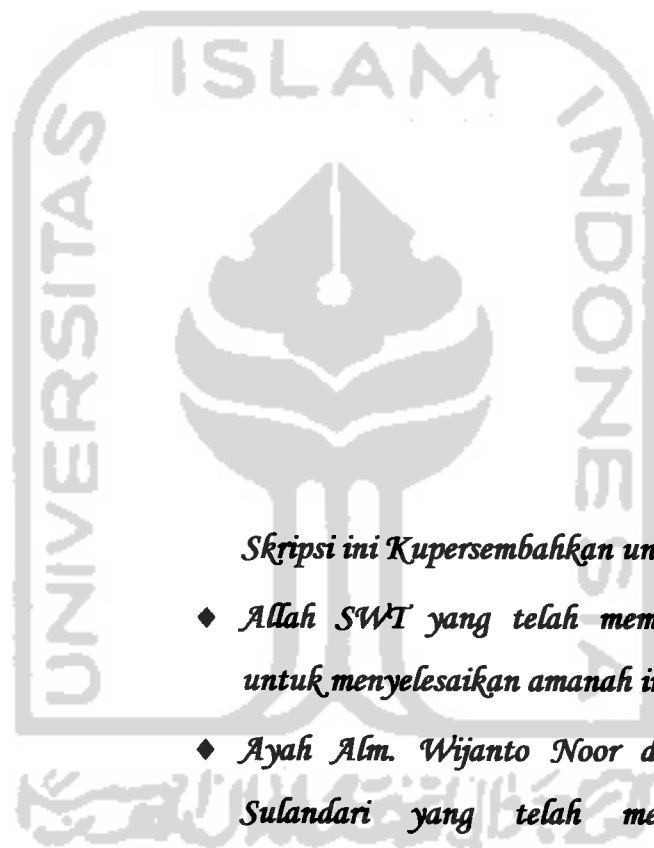 ISLAM
UNIVERSITAS
INDONESIA
Skripsi ini Kupersembahkan un
♦ Allah SWT yang telah mem
untuk menyelesaikan amanah i
♦ Ayah Alm. Wijanto Noor d
Sulandari yang telah me